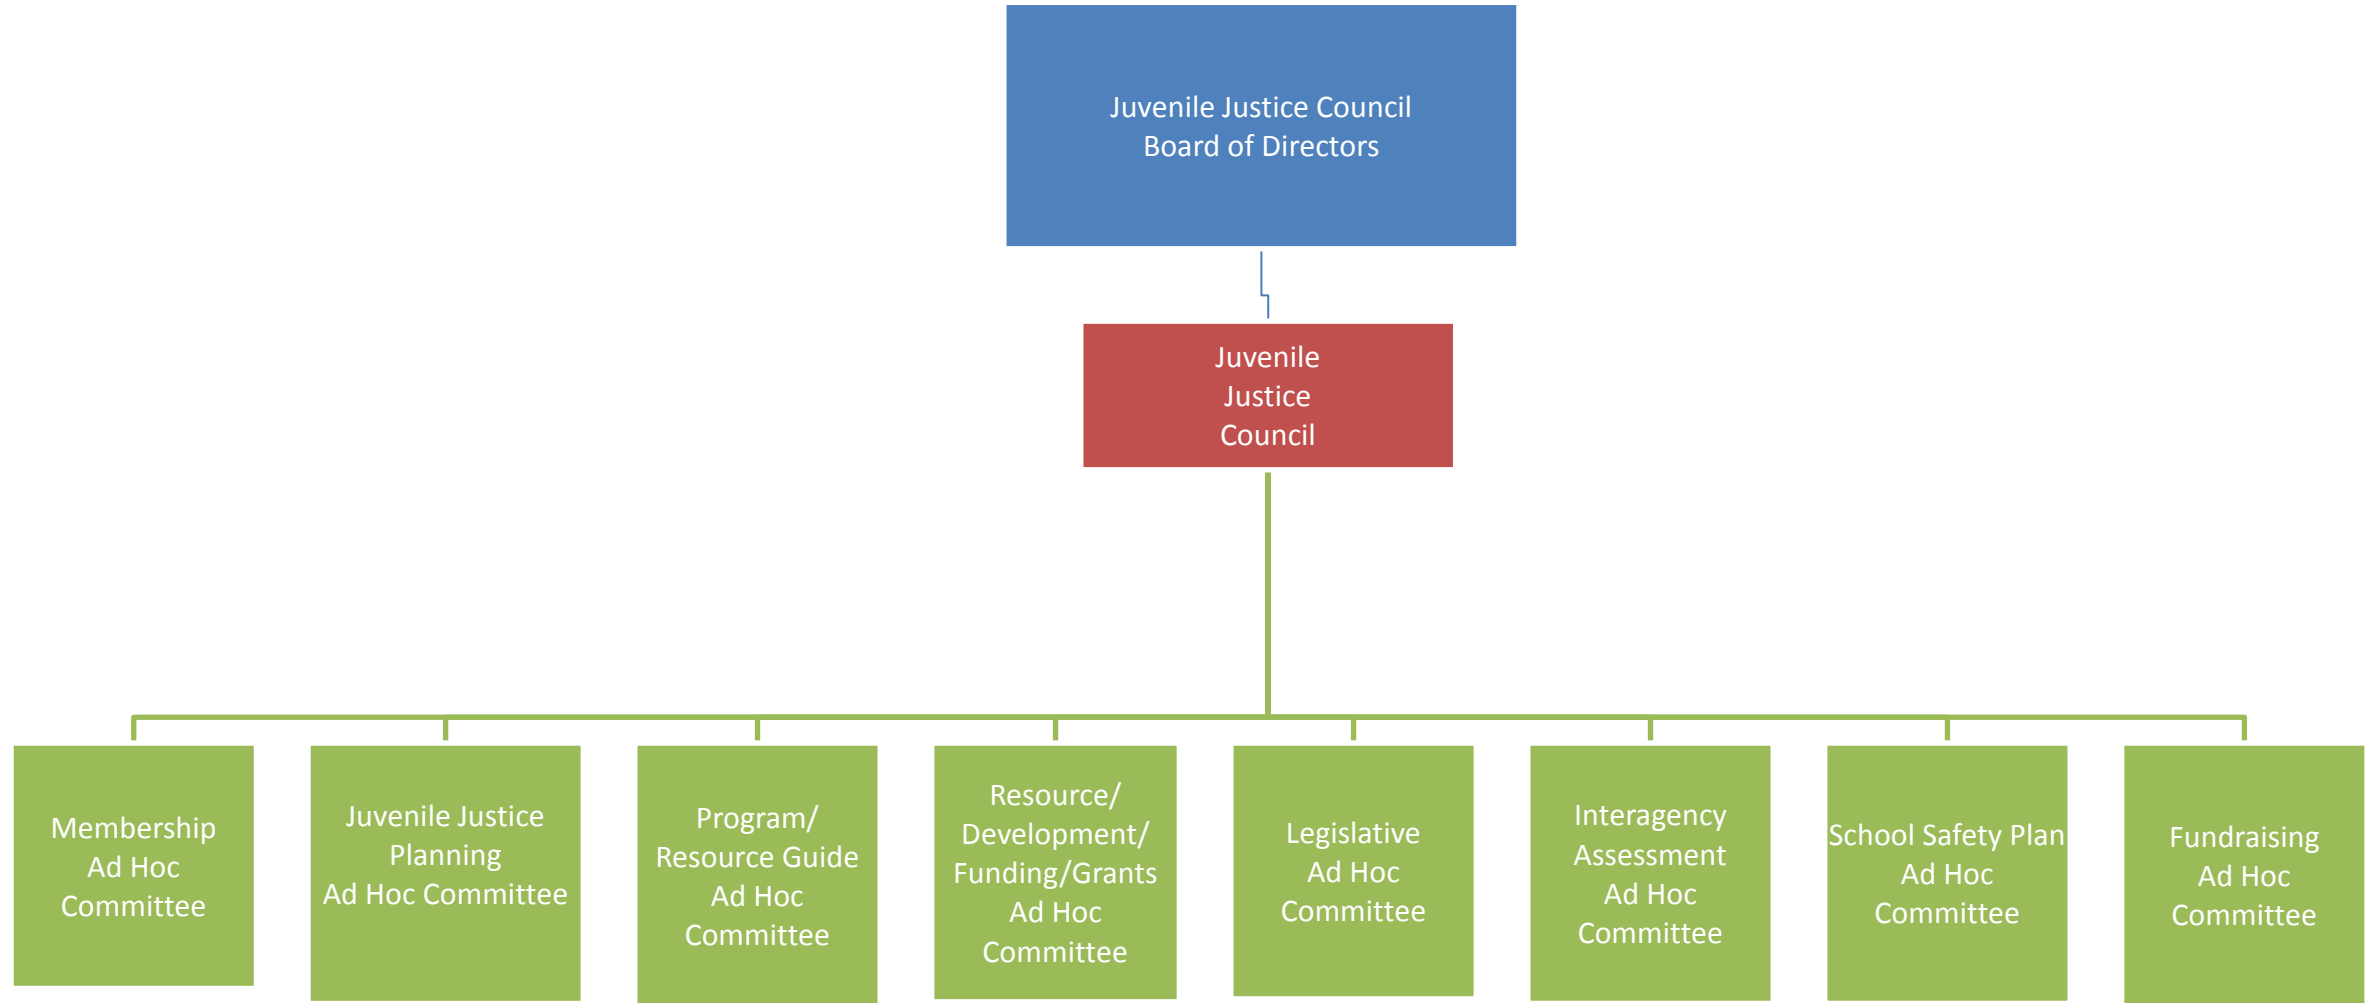 Juvenile Justice Council
Board of Directors
Juvenile
Justice
Council
Membership
Ad Hoc
Committee
Juvenile Justice
Planning
Ad Hoc Committee
Program/
Resource Guide
Ad Hoc
Committee
Resource/
Development/
Funding/Grants
Ad Hoc
Committee
Legislative
Ad Hoc
Committee
Interagency
Assessment
Ad Hoc
Committee
School Safety Plan
Ad Hoc
Committee
Fundraising
Ad Hoc
Committee